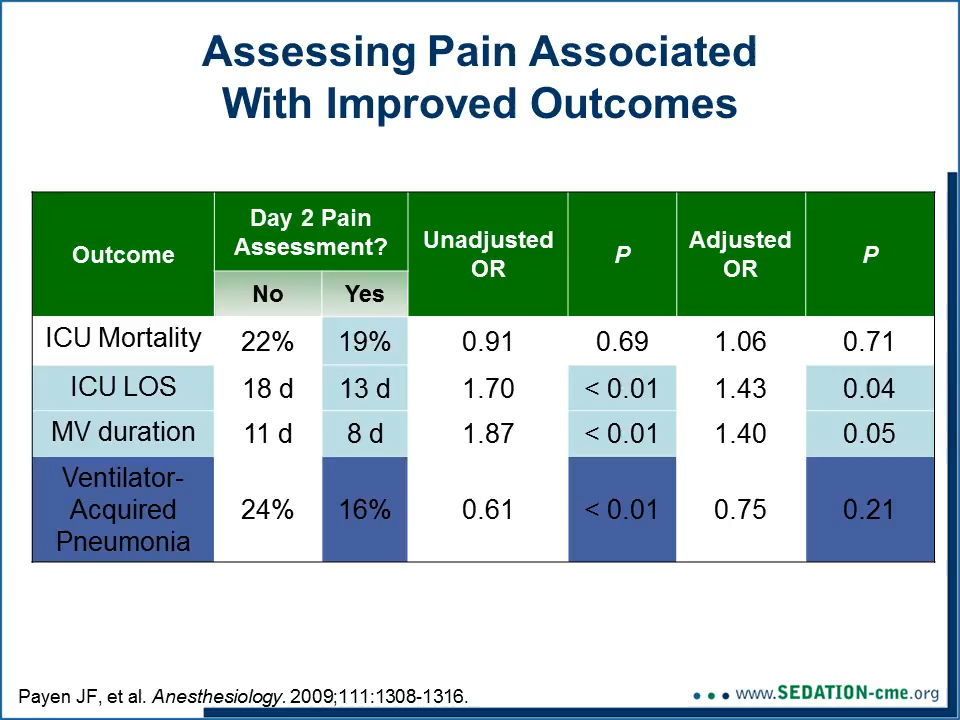 Assessing Pain Associated
With Improved Outcomes
Outcome
Day 2 Pain
Assessment?
Unadjusted
OR
P
Adjusted
OR
P
No Yes
ICU Mortality 22% 19% 0.91 0.69 1.06 0.71
ICU LOS 18 d 13 d 1.70 < 0.01 1.43 0.04
MV duration 11 d 8 d 1.87 < 0.01 1.40 0.05
Ventilator-
Acquired
Pneumonia
24% 16% 0.61 < 0.01 0.75 0.21
Payen JF, et al. Anesthesiology. 2009;111:1308-1316.
www.SEDATION-cme.org